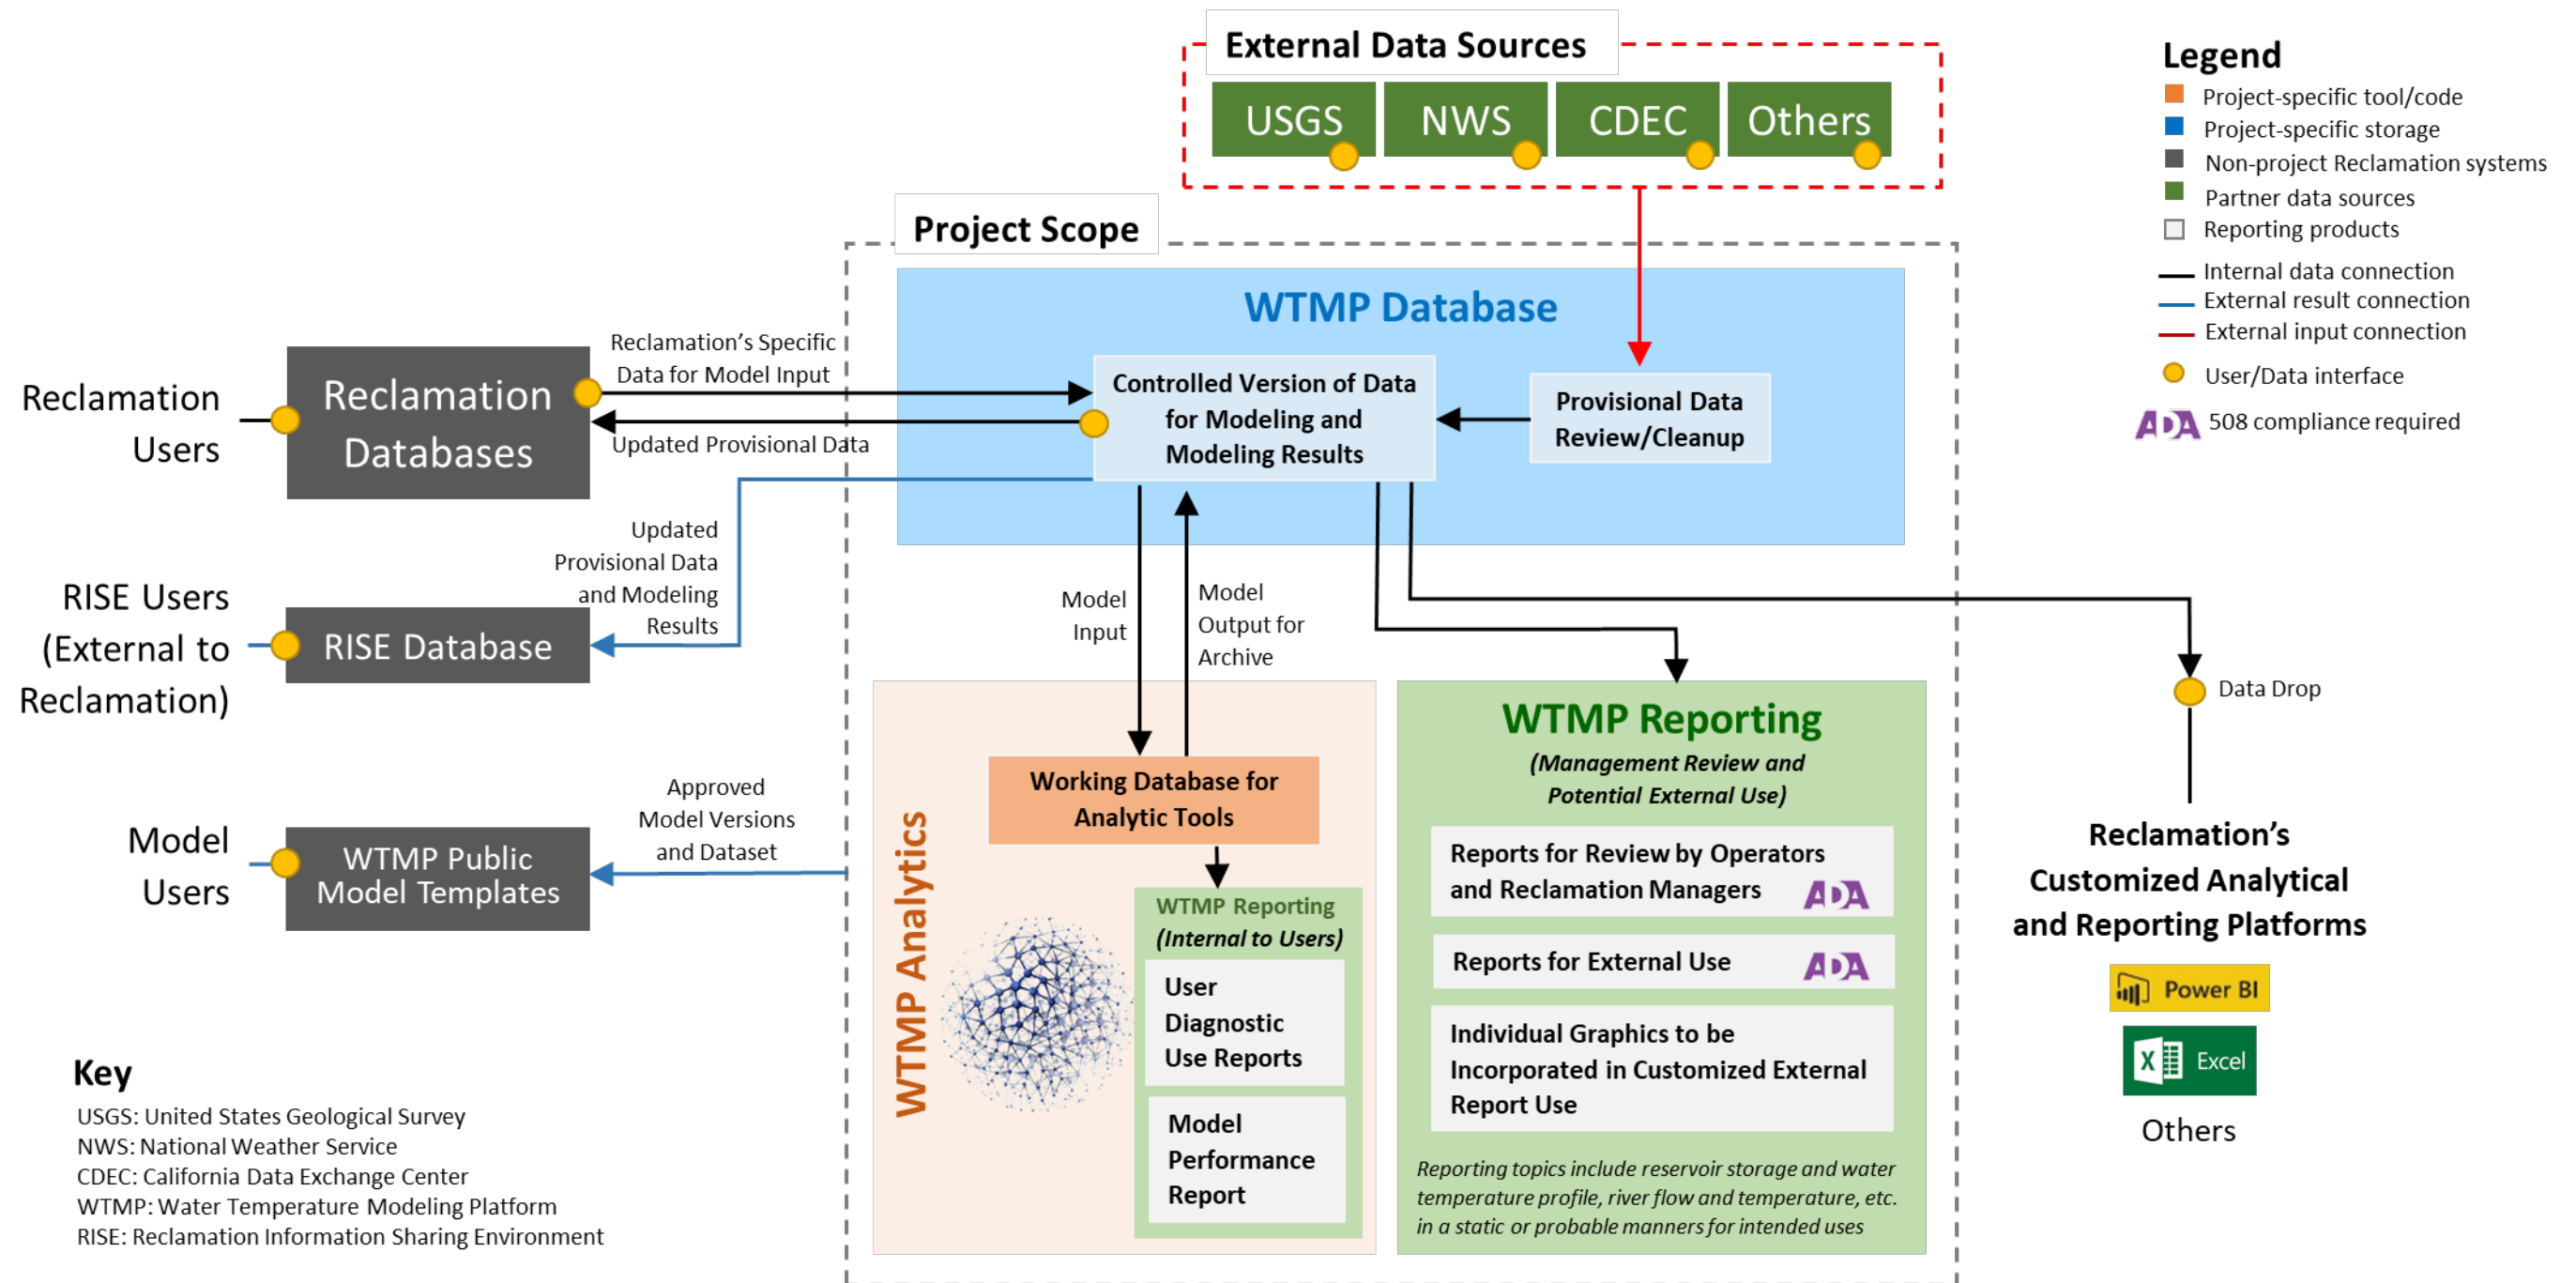 External Data Sources
USGS
NWS
CDEC
Others
Legend
Project-specific tool/code
Project-specific storage
Non-project Reclamation systems
Partner data sources
Reporting products
Internal data connection
External result connection
External input connection
User/Data interface
ADA 508 compliance required
Project Scope
WTMP Database
Controlled Version of Data
for Modeling and
Modeling Results
Provisional Data
Review/Cleanup
Reclamation
Users
Reclamation
Databases
Reclamation's Specific
Data for Model Input
Updated Provisional Data
Updated
Provisional Data
and Modeling
Results
RISE Users
(External to
Reclamation)
RISE Database
Model
Users
WTMP Public
Model Templates
Approved
Model Versions
and Dataset
Model
Input
Model
Output for
Archive
WTMP Analytics
Working Database for
Analytic Tools
WTMP Reporting
(Internal to Users)
User
Diagnostic
Use Reports
Model
Performance
Report
WTMP Reporting
(Management Review and
Potential External Use)
Reports for Review by Operators
and Reclamation Managers
ADA
Reports for External Use
ADA
Individual Graphics to be
Incorporated in Customized External
Report Use
Reporting topics include reservoir storage and water
temperature profile, river flow and temperature, etc.
in a static or probable manners for intended uses
Data Drop
Reclamation's
Customized Analytical
and Reporting Platforms
Power BI
X
Excel
Others
Key
USGS: United States Geological Survey
NWS: National Weather Service
CDEC: California Data Exchange Center
WTMP: Water Temperature Modeling Platform
RISE: Reclamation Information Sharing Environment